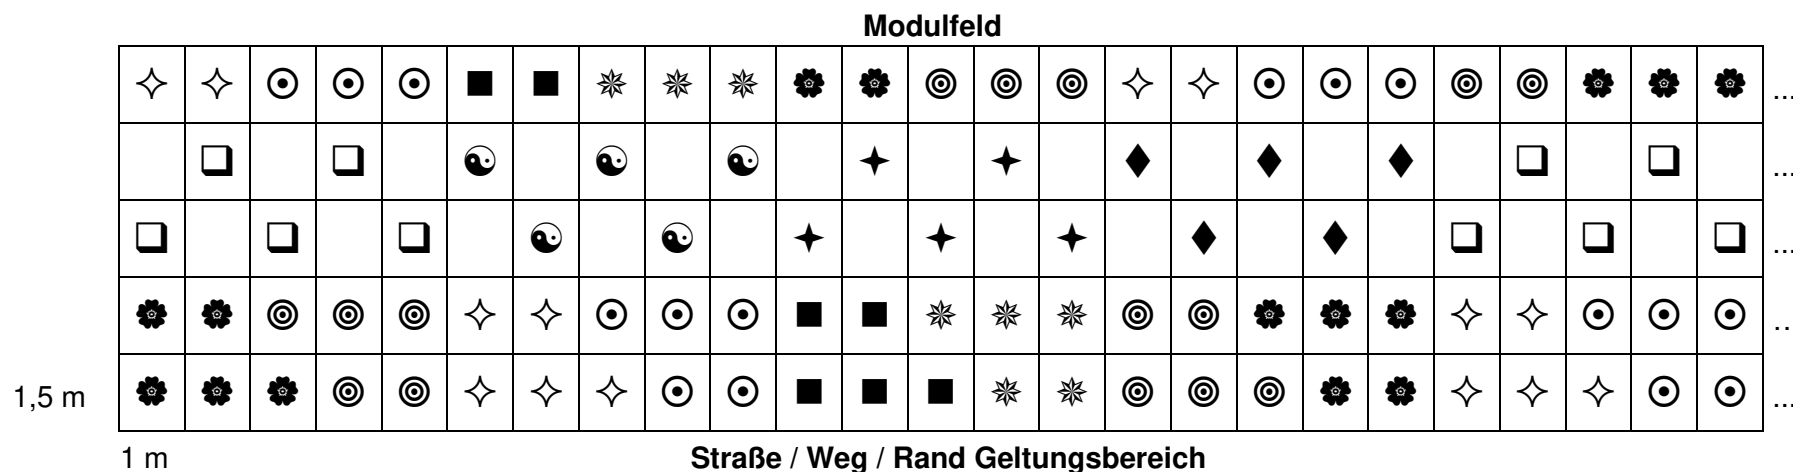 Modulfeld
✧ ✧ ⊙ ⊙ ⊙ ■ ■ ✵ ✵ ✵ ✿ ✿ ◎ ◎ ◎ ✧ ✧ ⊙ ⊙ ⊙ ◎ ◎ ✿ ✿ ✿ ...
❑ ❑ ☯ ☯ ☯ ✦ ✦ ♦ ♦ ♦ ❑ ❑ ...
❑ ❑ ❑ ☯ ☯ ✦ ✦ ✦ ♦ ♦ ❑ ❑ ❑ ...
✿ ✿ ◎ ◎ ◎ ✧ ✧ ⊙ ⊙ ⊙ ■ ■ ✵ ✵ ✵ ◎ ◎ ✿ ✿ ✿ ✧ ✧ ⊙ ⊙ ⊙ ...
1,5 m ✿ ✿ ✿ ◎ ◎ ✧ ✧ ✧ ⊙ ⊙ ■ ■ ■ ✵ ✵ ◎ ◎ ◎ ✿ ✿ ✧ ✧ ✧ ⊙ ⊙ ...
1 m Straße / Weg / Rand Geltungsbereich